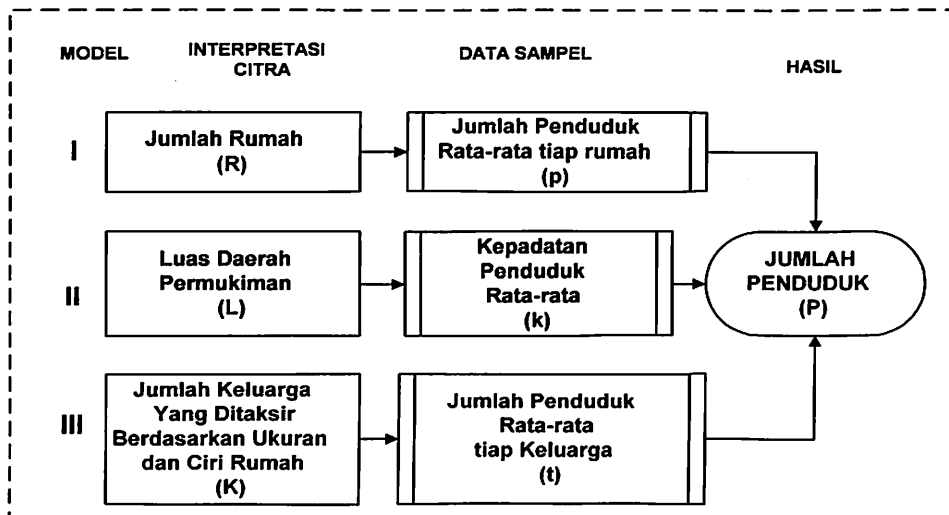 MODEL
INTERPRETASI
CITRA
DATA SAMPEL
HASIL
I
Jumlah Rumah
(R)
Jumlah Penduduk
Rata-rata tiap rumah
(p)
II
Luas Daerah
Permukiman
(L)
Kepadatan
Penduduk
Rata-rata
(k)
JUMLAH
PENDUDUK
(P)
III
Jumlah Keluarga
Yang Ditaksir
Berdasarkan Ukuran
dan Ciri Rumah
(K)
Jumlah Penduduk
Rata-rata
tiap Keluarga
(t)